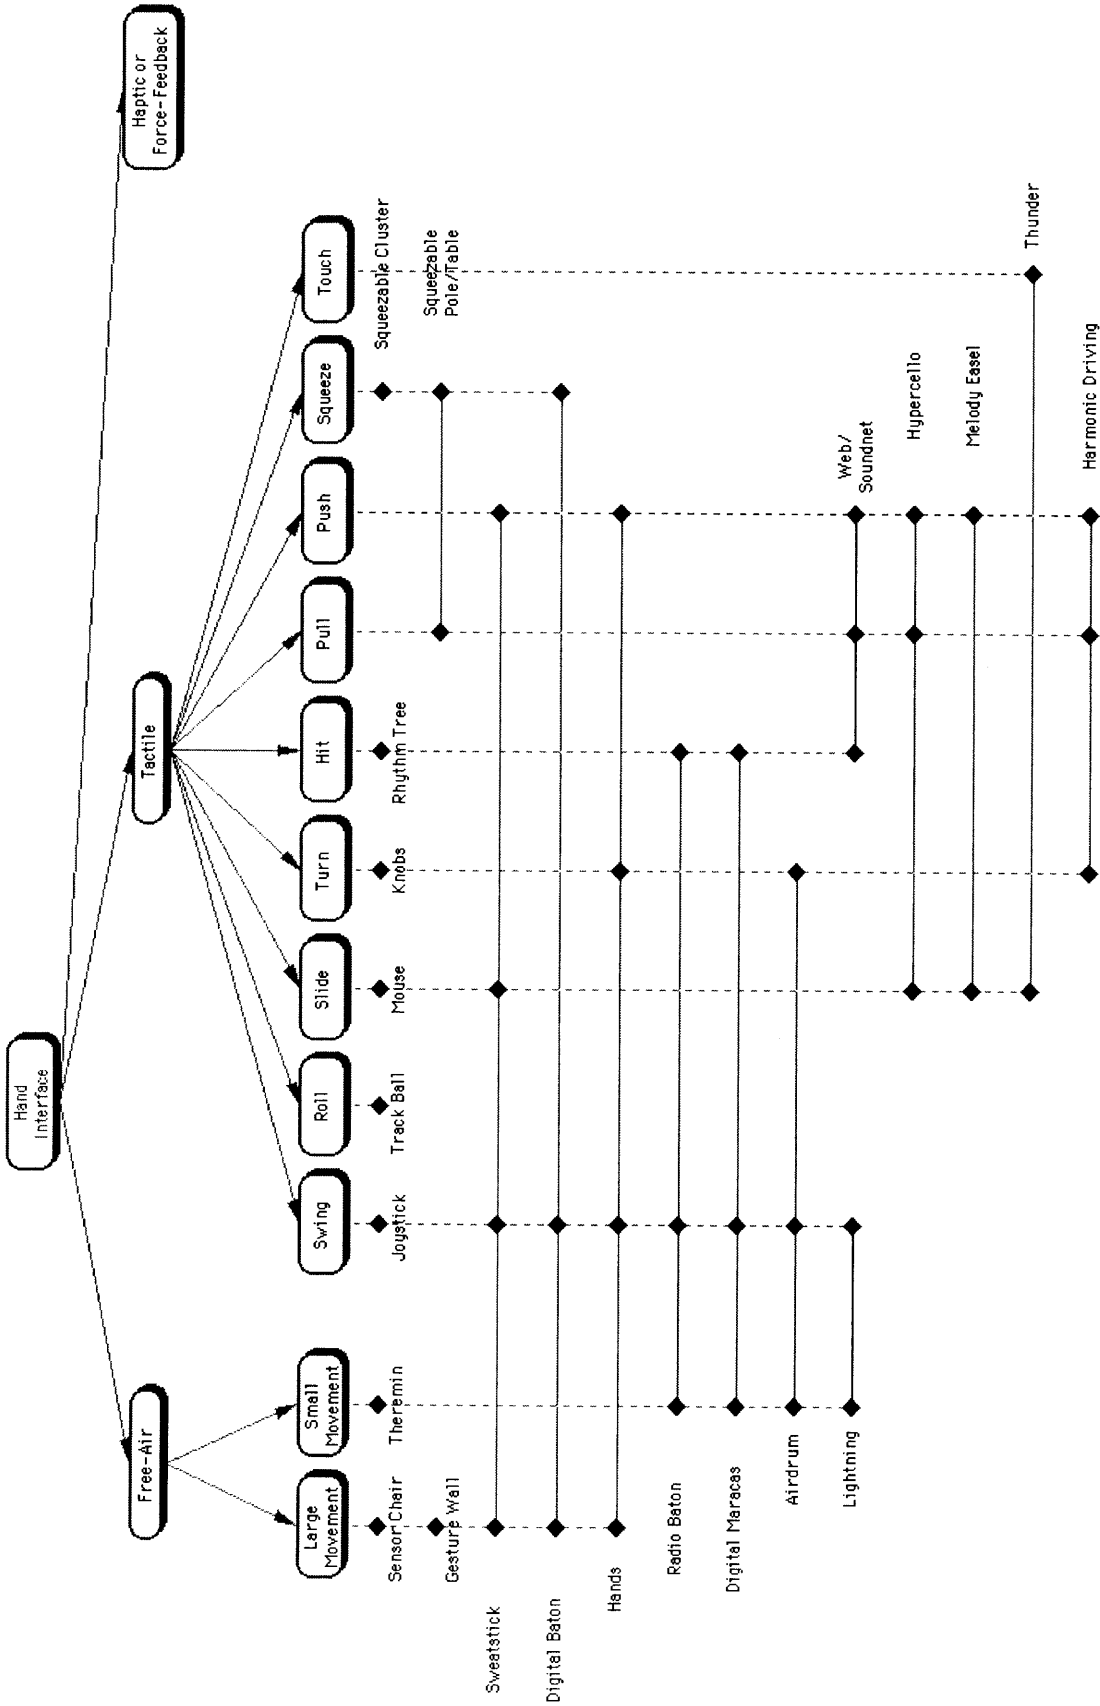 Hand
Interface
Free-Air
Tactile
Haptic or
Force-Feedback
Large
Movement
Small
Movement
Swing
Roll
Slide
Turn
Hit
Pull
Push
Squeeze
Touch
Sensor Chair
Theremin
Joystick
Track Ball
Mouse
Knobs
Rhythm Tree
Squeezable Cluster
Gesture Wall
Squeezable
Pole/Table
Sweatstick
Digital Baton
Hands
Radio Baton
Digital Maracas
Airdrum
Lightning
Web/
Soundnet
Hypercello
Melody Easel
Thunder
Harmonic Driving